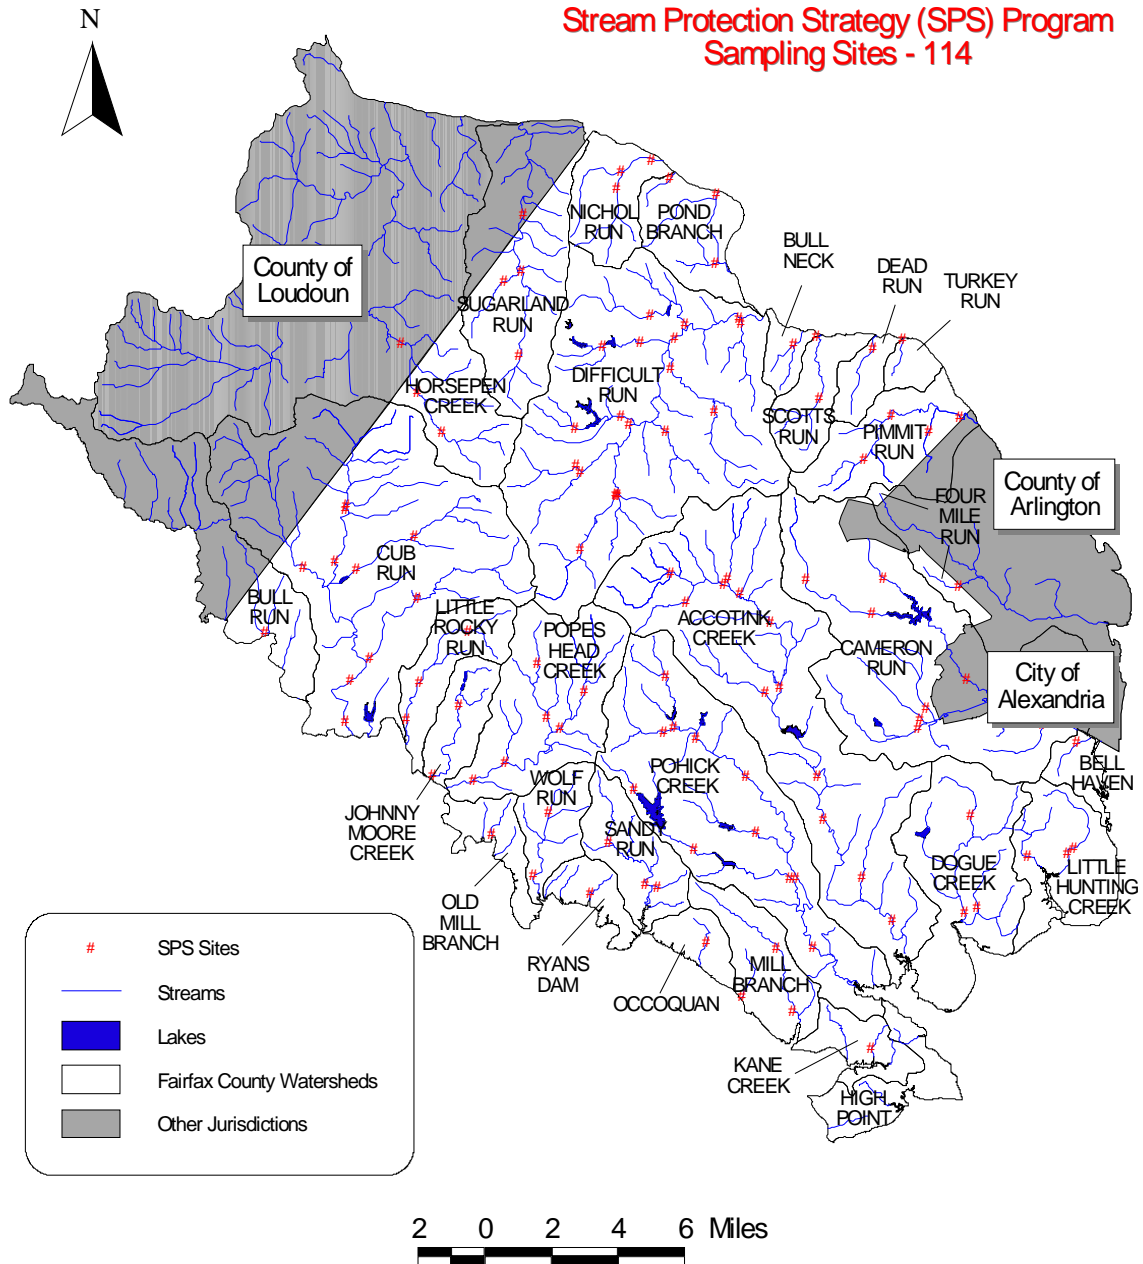 Stream Protection Strategy (SPS) Program
Sampling Sites - 114
N
NICHOL
RUN
POND
BRANCH
BULL
NECK
DEAD
RUN
TURKEY
RUN
County of
Loudoun
SUGARLAND
RUN
HORSEPEN
CREEK
DIFFICULT
RUN
SCOTTS
RUN
PIMMIT
RUN
County of
Arlington
FOUR
MILE
RUN
CUB
RUN
BULL
RUN
LITTLE
ROCKY
RUN
POPES
HEAD
CREEK
ACCOTINK
CREEK
CAMERON
RUN
City of
Alexandria
BELL
HAVEN
JOHNNY
MOORE
CREEK
WOLF
RUN
POHICK
CREEK
SANDY
RUN
DOGUE
CREEK
LITTLE
HUNTING
CREEK
OLD
MILL
BRANCH
RYANS
DAM
OCCOQUAN
MILL
BRANCH
KANE
CREEK
HIGH
POINT
# SPS Sites
Streams
Lakes
Fairfax County Watersheds
Other Jurisdictions
2 0 2 4 6 Miles